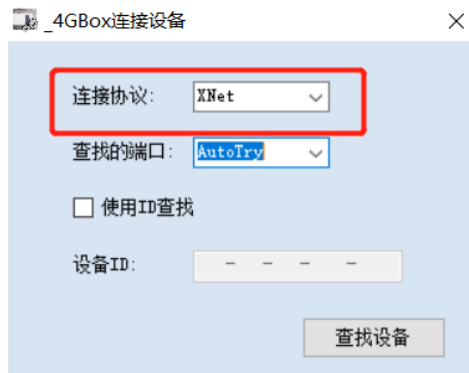 _4GBox连接设备
连接协议: XNet
查找的端口: AutoTry
使用ID查找
设备ID: - - - -
查找设备